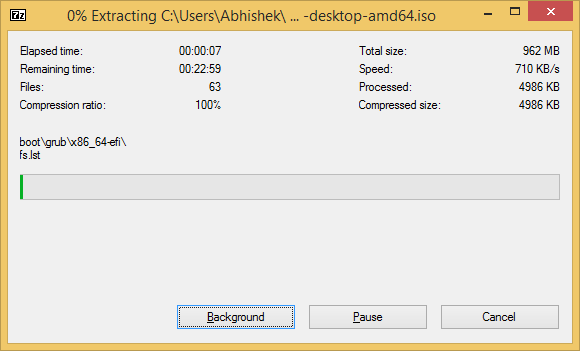 7z 0% Extracting C:\Users\Abhishek\ ... -desktop-amd64.iso
Elapsed time: 00:00:07 Total size: 962 MB
Remaining time: 00:22:59 Speed: 710 KB/s
Files: 63 Processed: 4986 KB
Compression ratio: 100% Compressed size: 4986 KB
boot\grub\x86_64-efi\
fs.lst
Background Pause Cancel